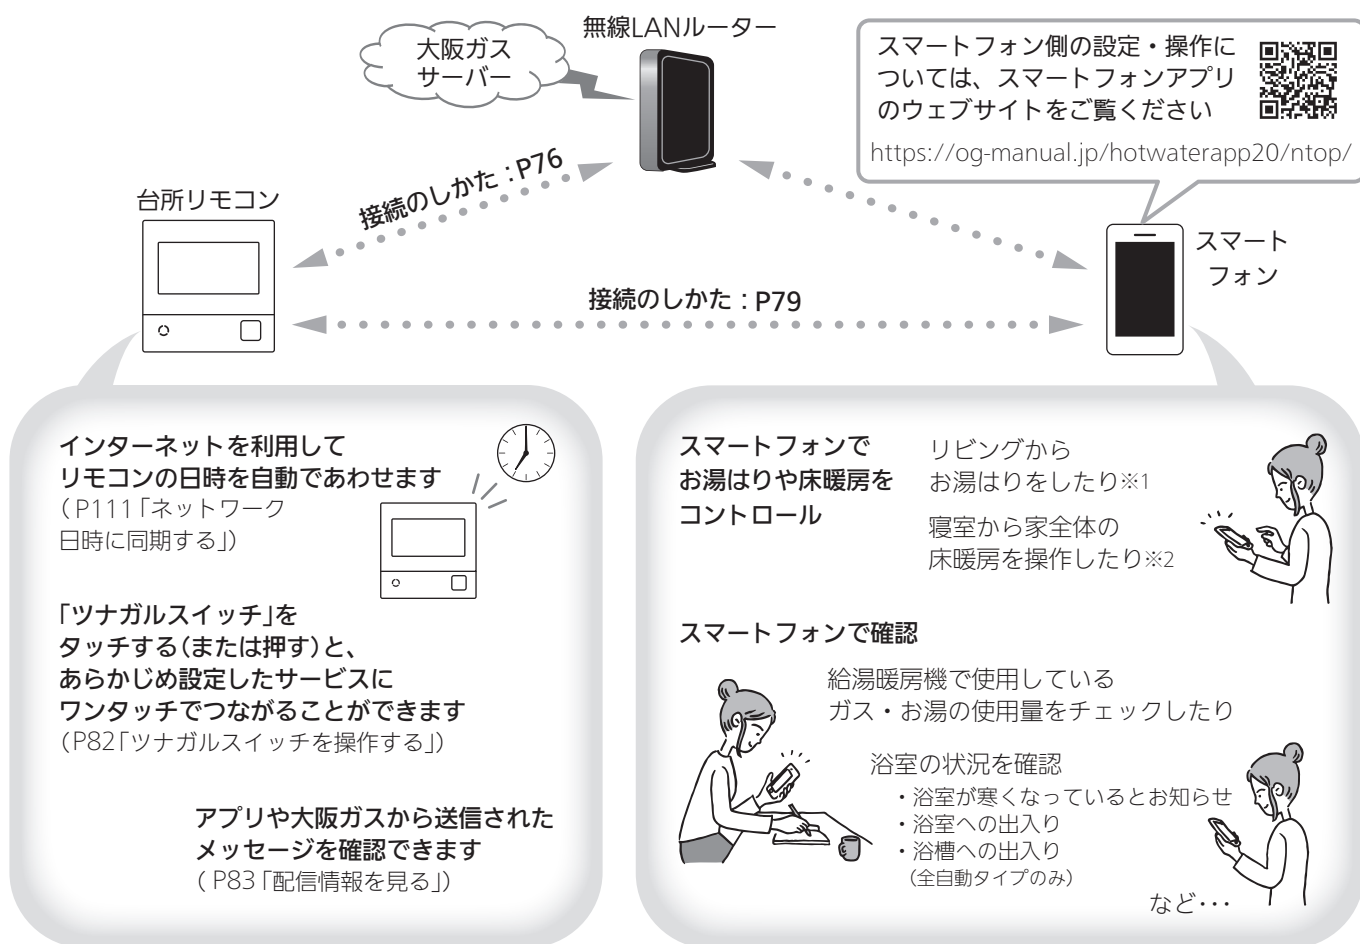 大阪ガス
サーバー
無線LANルーター
スマートフォン側の設定・操作に
ついては、スマートフォンアプリ
のウェブサイトをご覧ください
https://og-manual.jp/hotwaterapp20/ntop/
接続のしかた：P76
台所リモコン
スマート
フォン
接続のしかた：P79
インターネットを利用して
リモコンの日時を自動であわせます
(P111「ネットワーク
日時に同期する」)
「ツナガルスイッチ」を
タッチする(または押す)と、
あらかじめ設定したサービスに
ワンタッチでつながることができます
(P82「ツナガルスイッチを操作する」)
アプリや大阪ガスから送信された
メッセージを確認できます
(P83「配信情報を見る」)
スマートフォンで
お湯はりや床暖房を
コントロール
リビングから
お湯はりをしたり※1
寝室から家全体の
床暖房を操作したり※2
スマートフォンで確認
給湯暖房機で使用している
ガス・お湯の使用量をチェックしたり
浴室の状況を確認
・浴室が寒くなっているとお知らせ
・浴室への出入り
・浴槽への出入り
(全自動タイプのみ)
など・・・